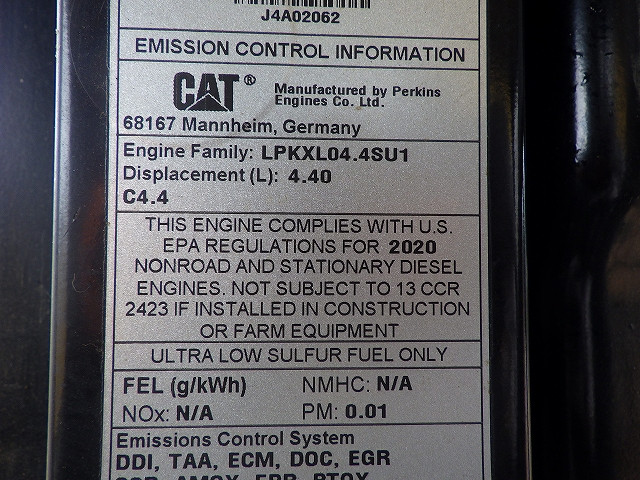 J4A02062
EMISSION CONTROL INFORMATION
CAT® Manufactured by Perkins
Engines Co. Ltd.
68167 Mannheim, Germany
Engine Family: LPKXL04.4SU1
Displacement (L): 4.40
C4.4
THIS ENGINE COMPLIES WITH U.S.
EPA REGULATIONS FOR 2020
NONROAD AND STATIONARY DIESEL
ENGINES. NOT SUBJECT TO 13 CCR
2423 IF INSTALLED IN CONSTRUCTION
OR FARM EQUIPMENT
ULTRA LOW SULFUR FUEL ONLY
FEL (g/kWh) NMHC: N/A
NOx: N/A PM: 0.01
Emissions Control System
DDI, TAA, ECM, DOC, EGR